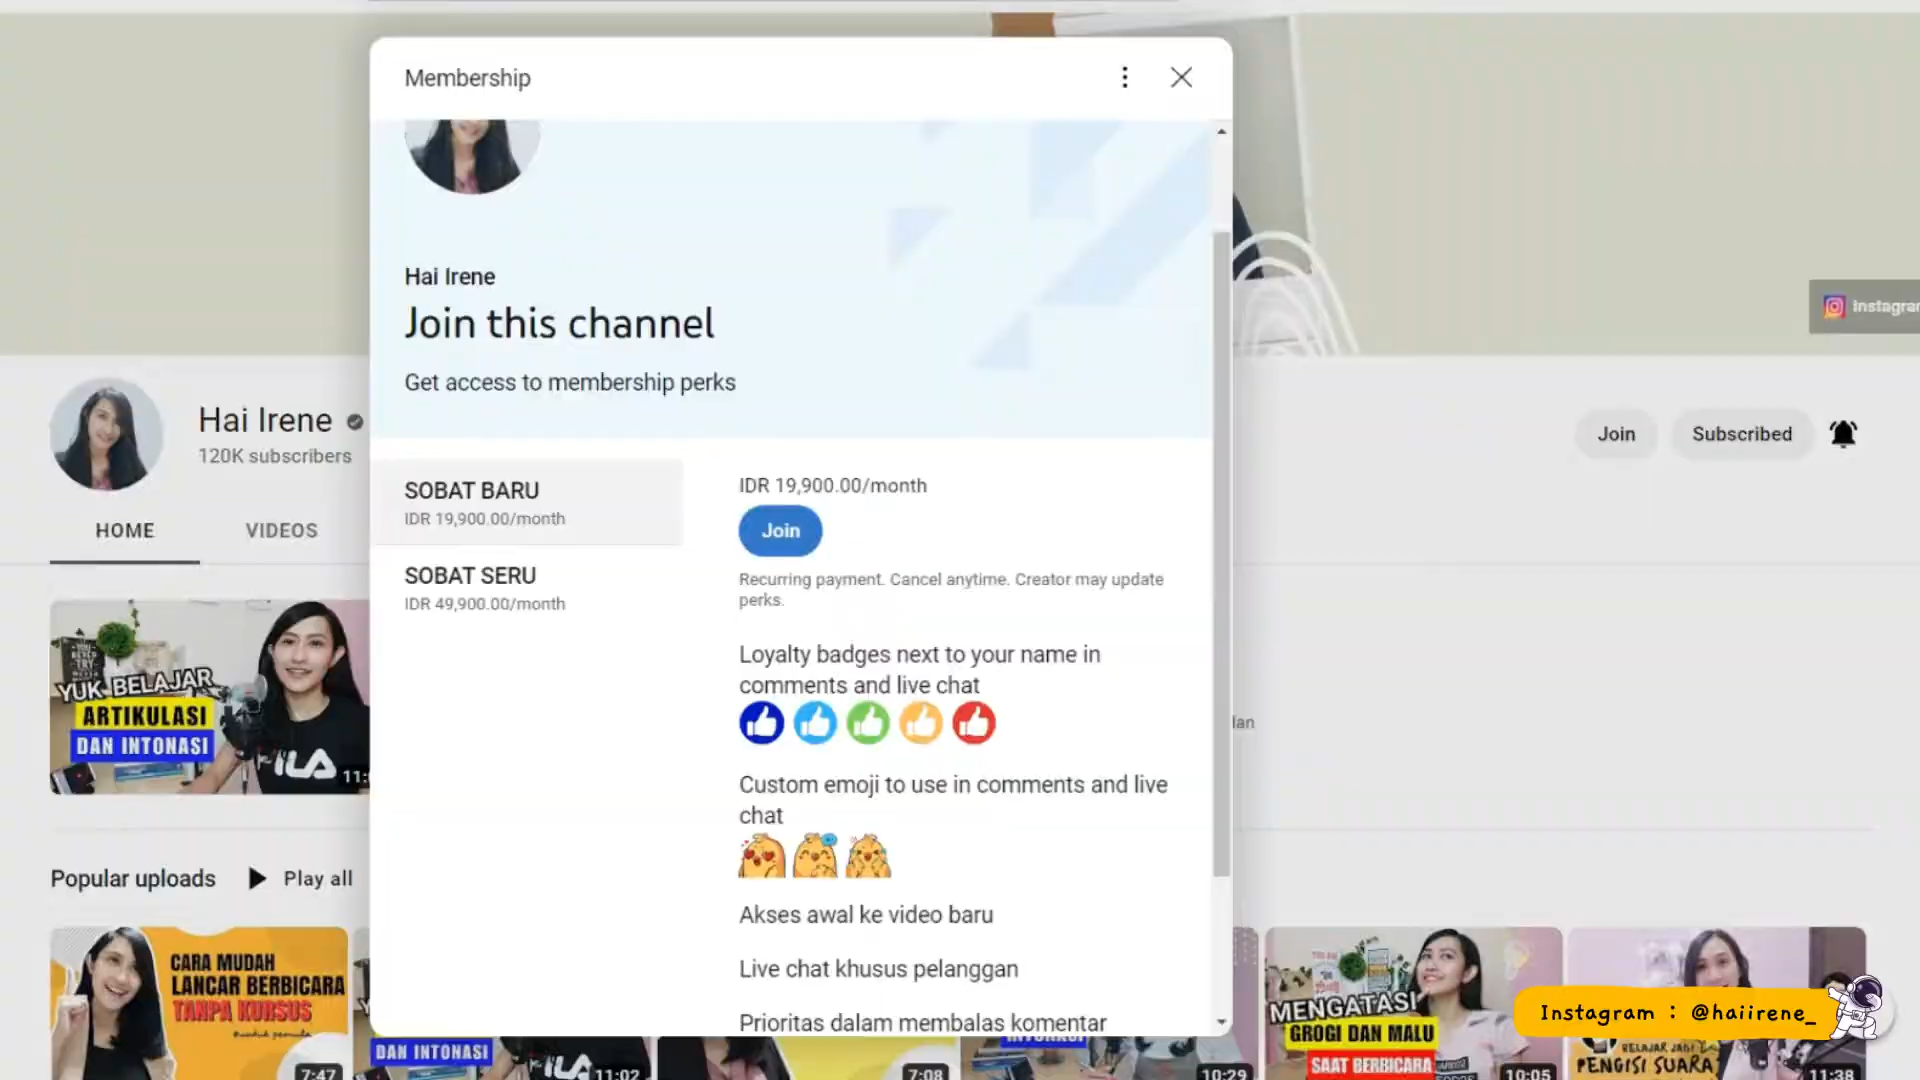 Membership
Hai Irene
Join this channel
Get access to membership perks
SOBAT BARU
IDR 19,900.00/month
SOBAT SERU
IDR 49,900.00/month
IDR 19,900.00/month
Join
Recurring payment. Cancel anytime. Creator may update
perks.
Loyalty badges next to your name in
comments and live chat
Custom emoji to use in comments and live
chat
Akses awal ke video baru
Live chat khusus pelanggan
Prioritas dalam membalas komentar
Hai Irene
120K subscribers
Join
Subscribed
HOME
VIDEOS
YUK BELAJAR
ARTIKULASI
DAN INTONASI
Popular uploads
Play all
CARA MUDAH
LANCAR BERBICARA
TANPA KURSUS
7:47
DAN INTONASI
11:02
7:08
10:29
MENGATASI
GROGI DAN MALU
SAAT BERBICARA
10:05
BELAJAR JADI
PENGISI SUARA
11:38
Instagram : @haiirene_